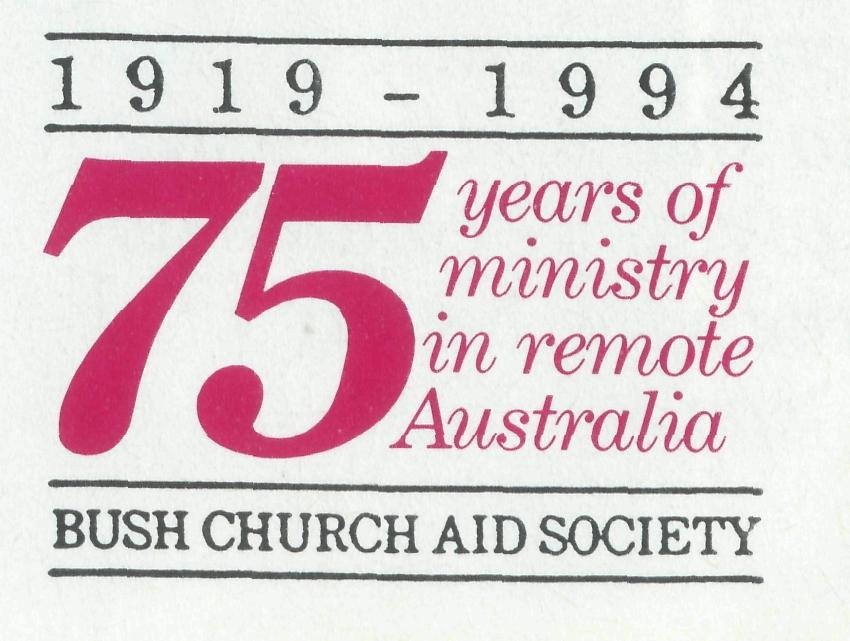 1919 - 1994
75 years of
ministry
in remote
Australia
BUSH CHURCH AID SOCIETY